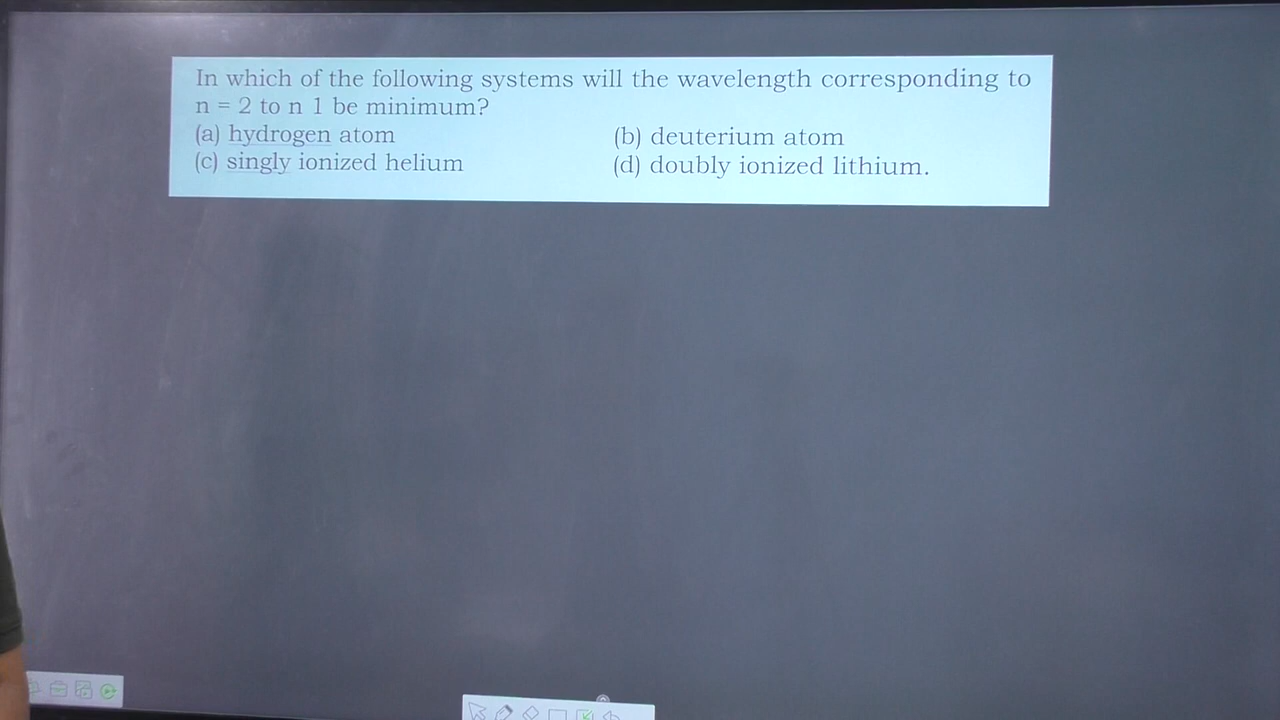 In which of the following systems will the wavelength corresponding to
n = 2 to n 1 be minimum?
(a) hydrogen atom (b) deuterium atom
(c) singly ionized helium (d) doubly ionized lithium.